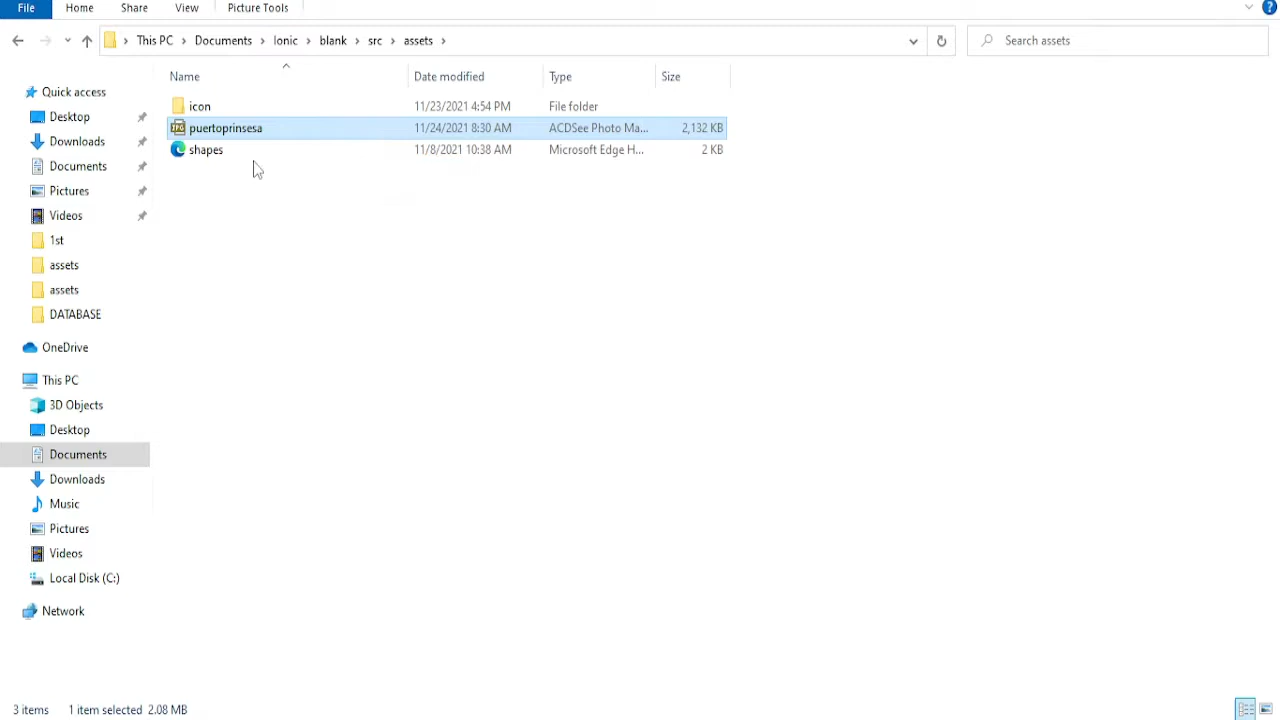 File Home Share View Picture Tools
This PC > Documents > Ionic > blank > src > assets > Search assets
Name Date modified Type Size
icon 11/23/2021 4:54 PM File folder
puertoprinsesa 11/24/2021 8:30 AM ACDSee Photo Ma... 2,132 KB
shapes 11/8/2021 10:38 AM Microsoft Edge H... 2 KB
Quick access
Desktop
Downloads
Documents
Pictures
Videos
1st
assets
assets
DATABASE
OneDrive
This PC
3D Objects
Desktop
Documents
Downloads
Music
Pictures
Videos
Local Disk (C:)
Network
3 items 1 item selected 2.08 MB